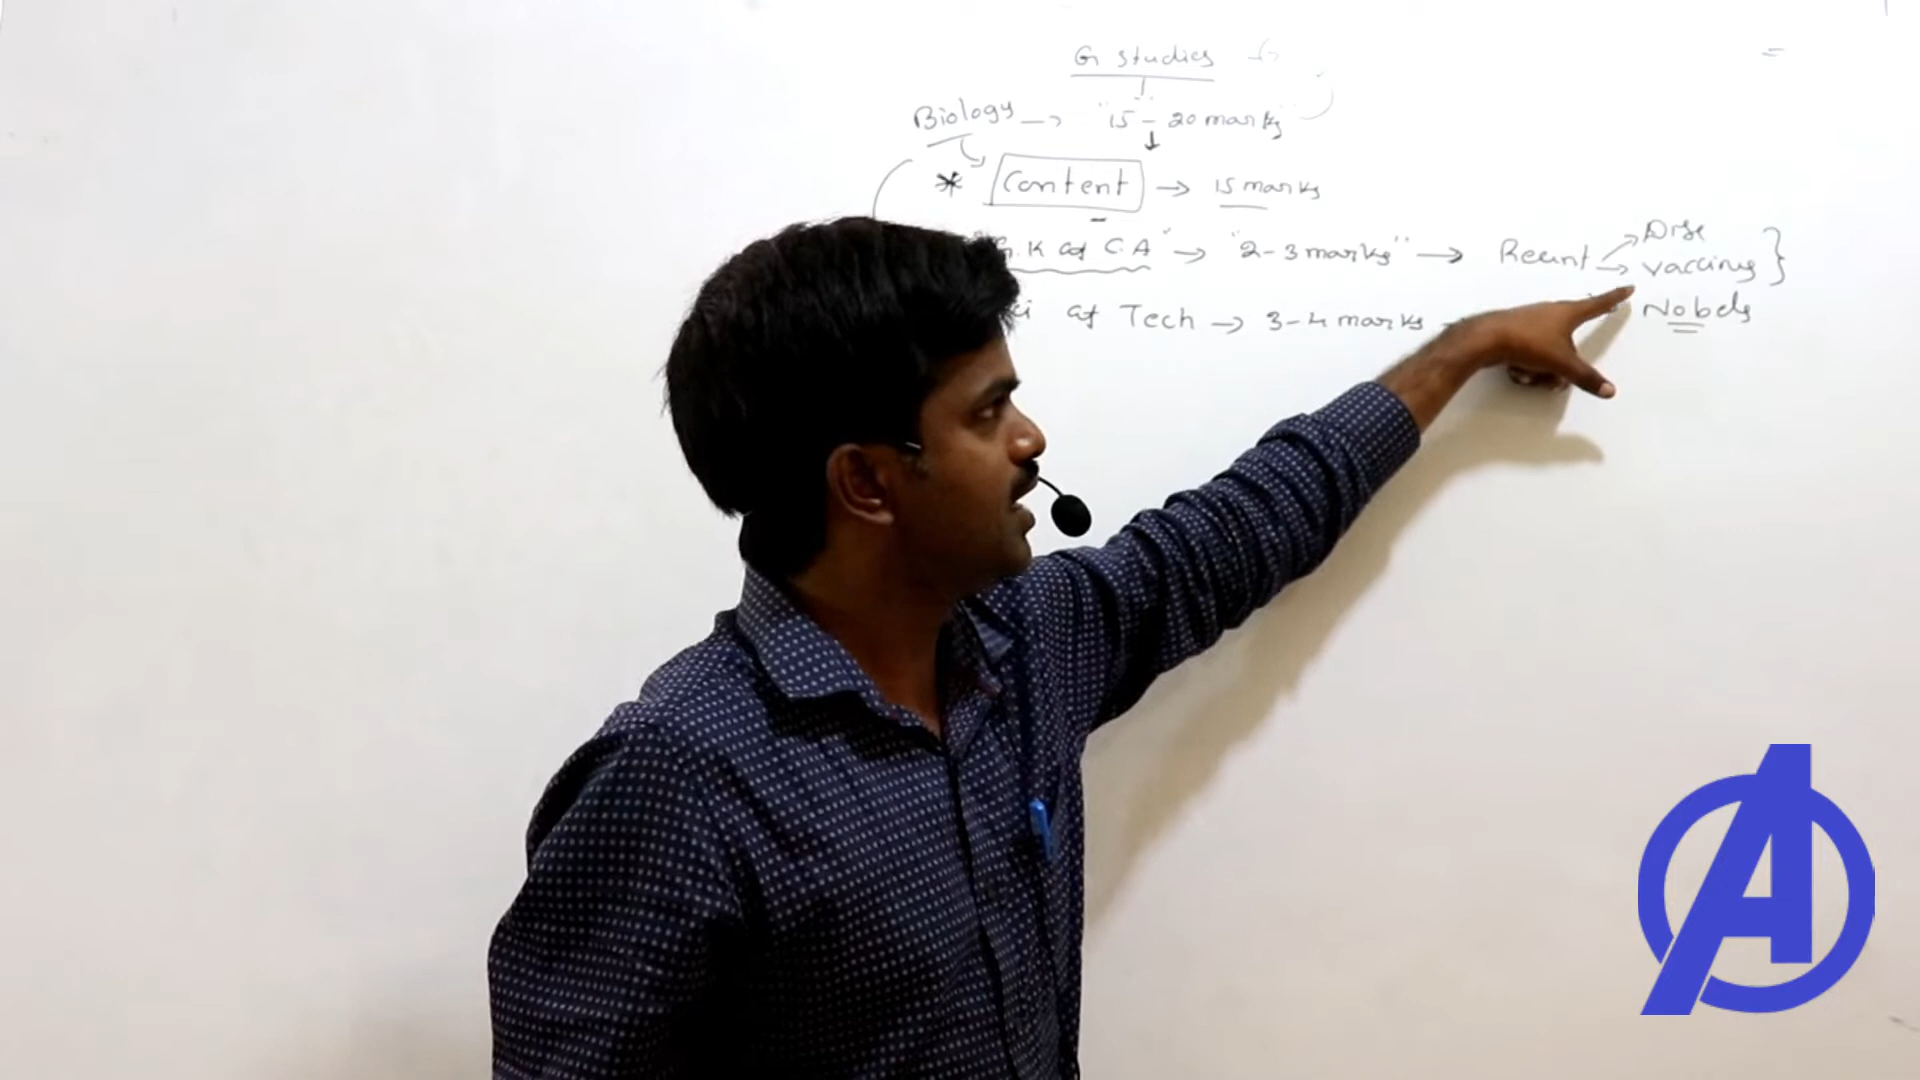 G studies
Biology → "15 - 20 marks"
* Content → 15 marks
G.K & C.A" → "2-3 marks" → Recent → Dise
→ Vaccines }
Tech → 3-4 marks → Nobels